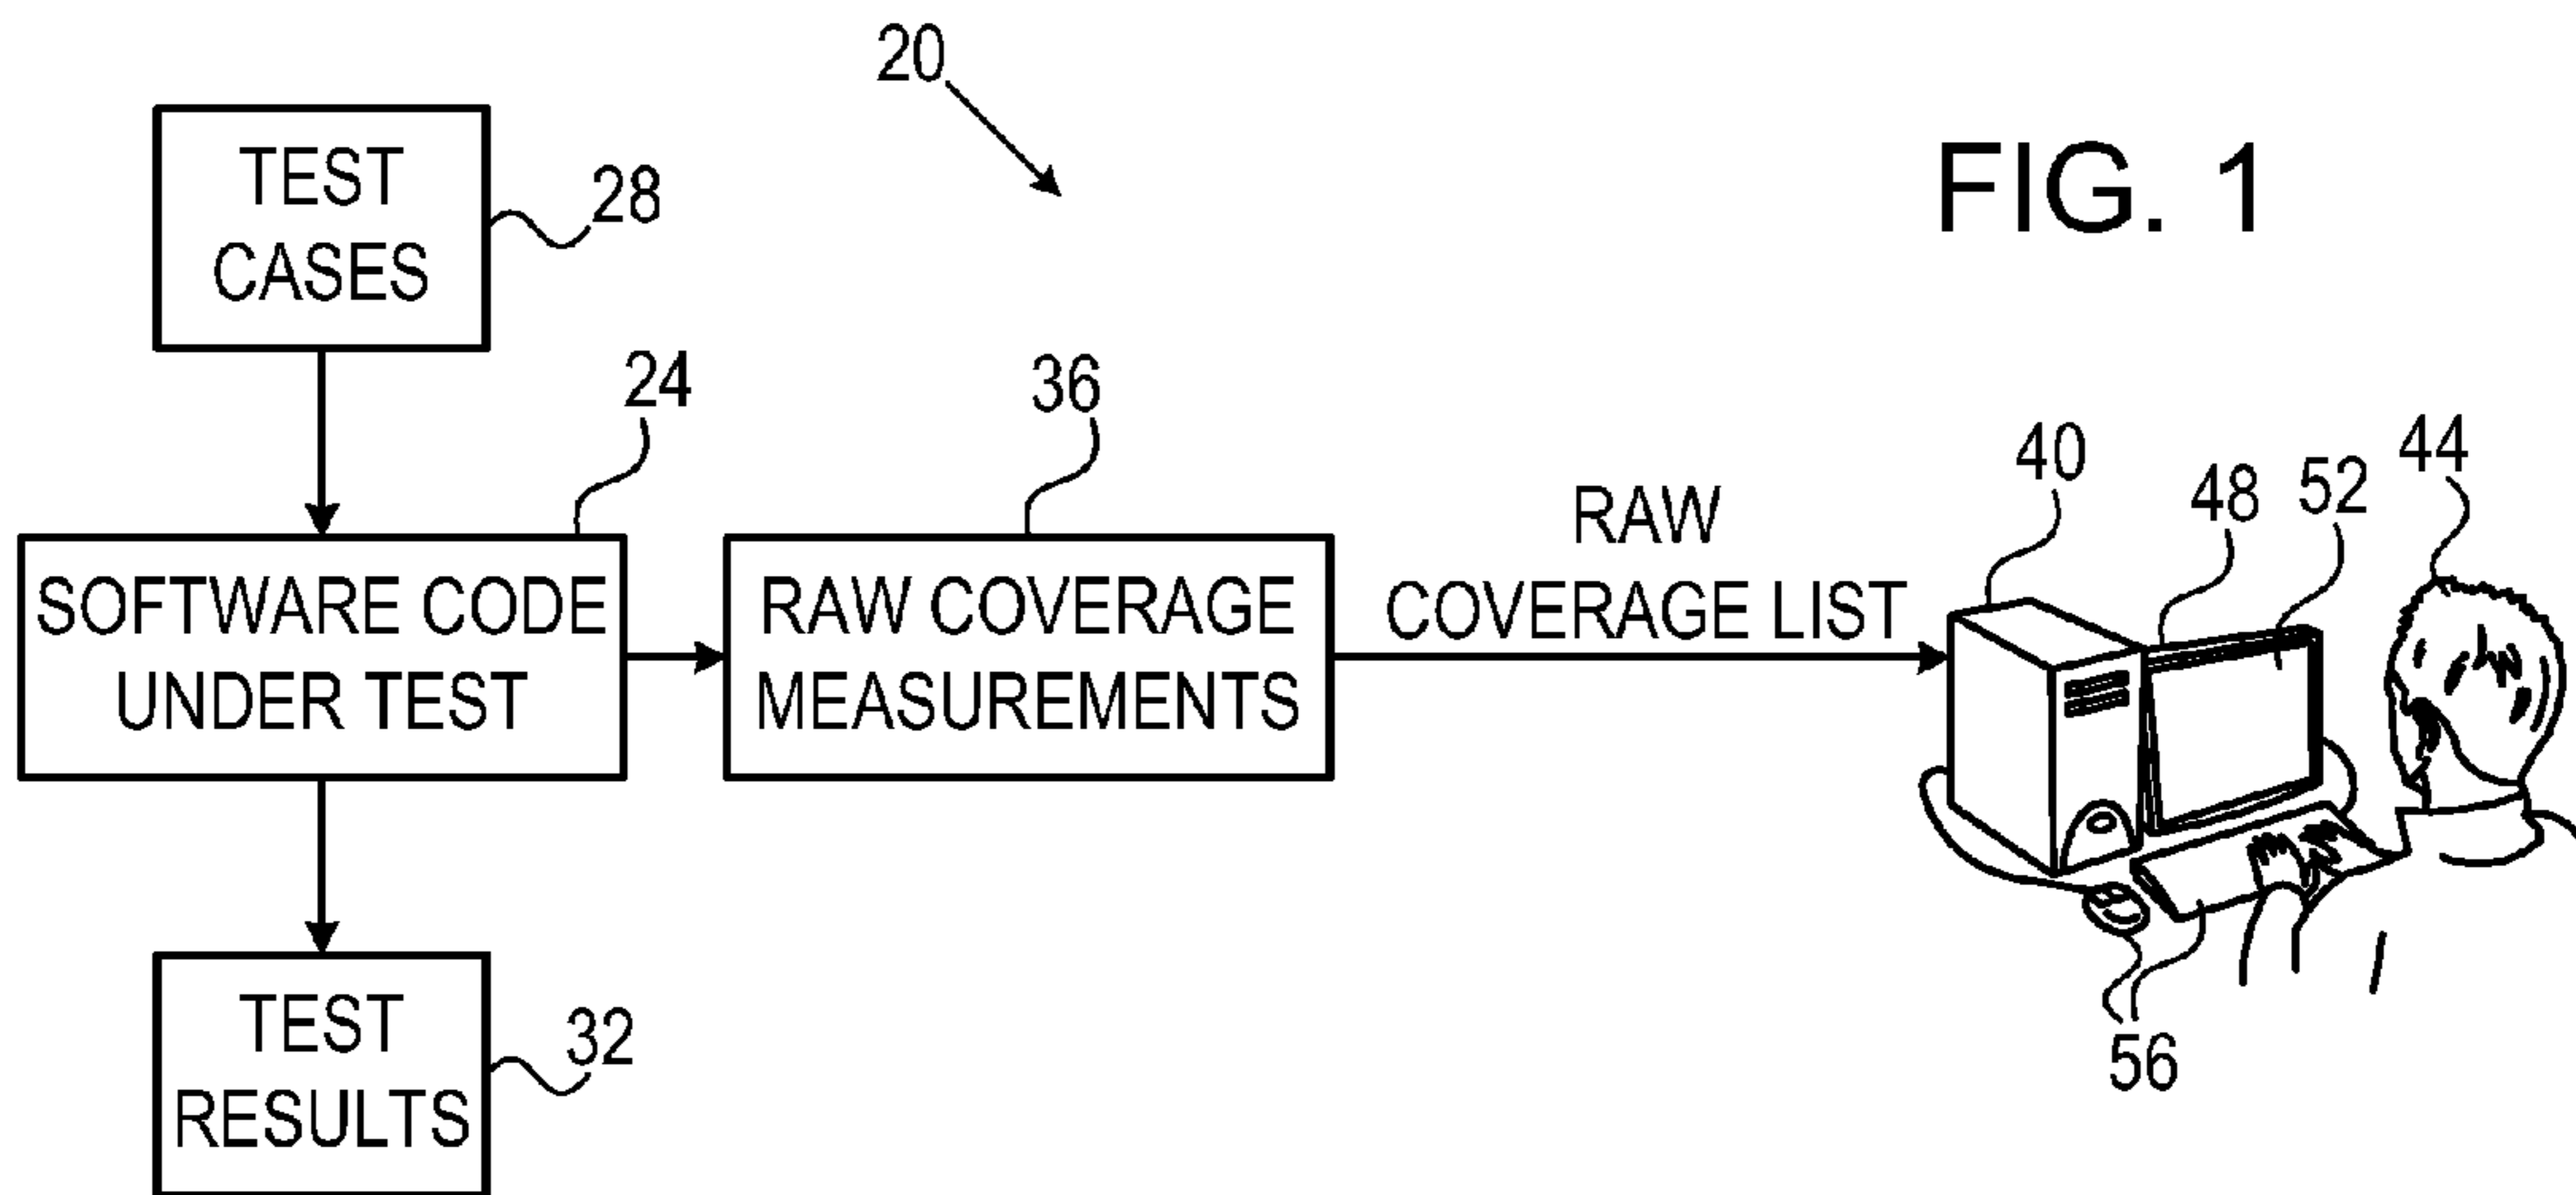 20
FIG. 1
TEST
CASES
28
24
SOFTWARE CODE
UNDER TEST
36
RAW COVERAGE
MEASUREMENTS
RAW
COVERAGE LIST
40
48
52
44
TEST
RESULTS
32
56